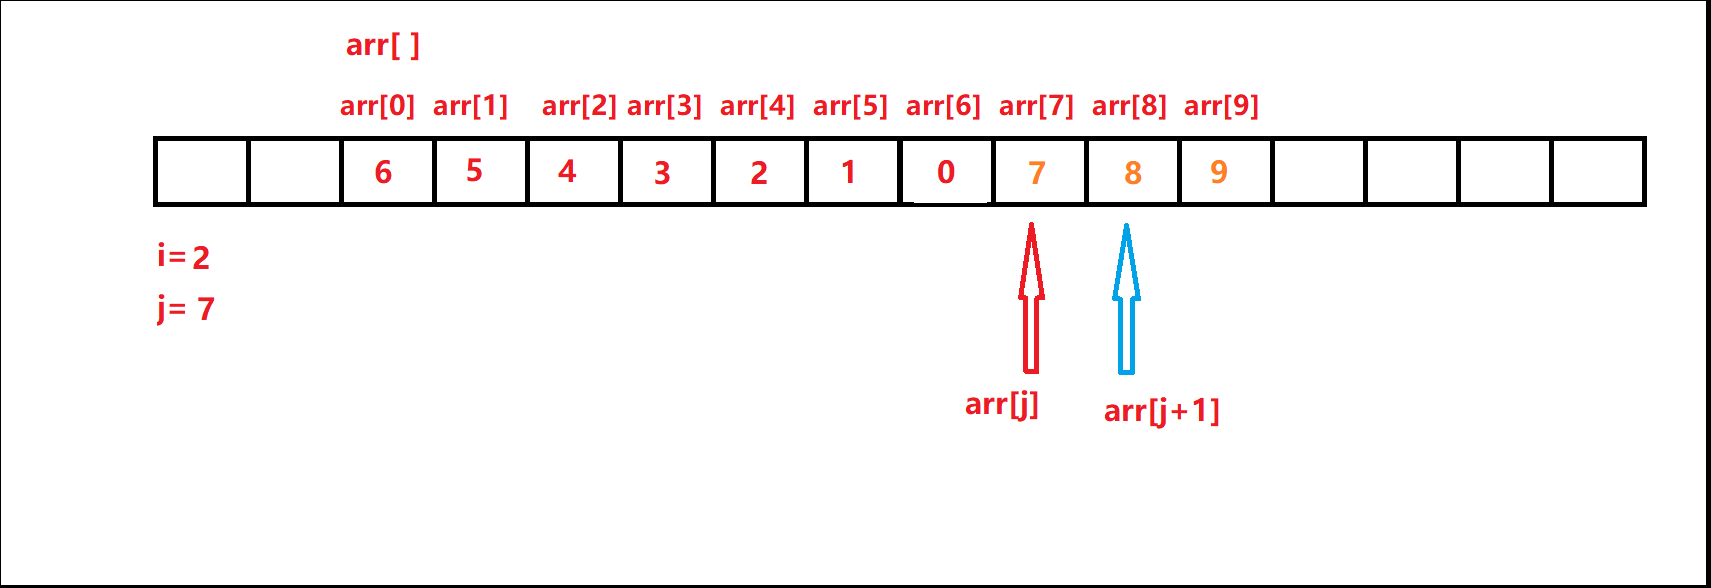 arr[ ]
arr[0] arr[1] arr[2] arr[3] arr[4] arr[5] arr[6] arr[7] arr[8] arr[9]
6 5 4 3 2 1 0 7 8 9
i=2
j= 7
arr[j] arr[j+1]